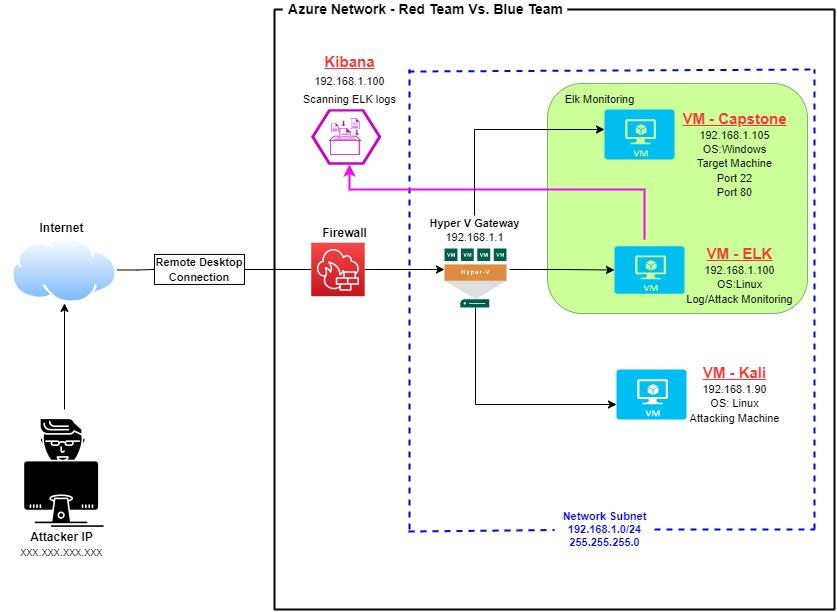 Azure Network - Red Team Vs. Blue Team
Kibana
192.168.1.100
Scanning ELK logs
Elk Monitoring
VM
VM - Capstone
192.168.1.105
OS:Windows
Target Machine
Port 22
Port 80
Internet
Remote Desktop
Connection
Firewall
Hyper V Gateway
192.168.1.1
VM VM VM VM
Hyper-V
VM
VM - ELK
192.168.1.100
OS:Linux
Log/Attack Monitoring
VM
VM - Kali
192.168.1.90
OS: Linux
Attacking Machine
Attacker IP
XXX.XXX.XXX.XXX
Network Subnet
192.168.1.0/24
255.255.255.0